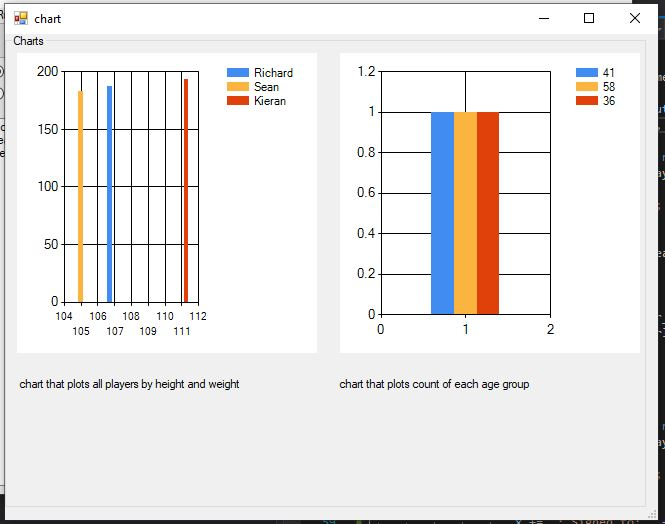 chart
Charts
200
150
100
50
0
104 106 108 110 112
105 107 109 111
Richard
Sean
Kieran
1.2
1
0.8
0.6
0.4
0.2
0
0 1 2
41
58
36
chart that plots all players by height and weight
chart that plots count of each age group